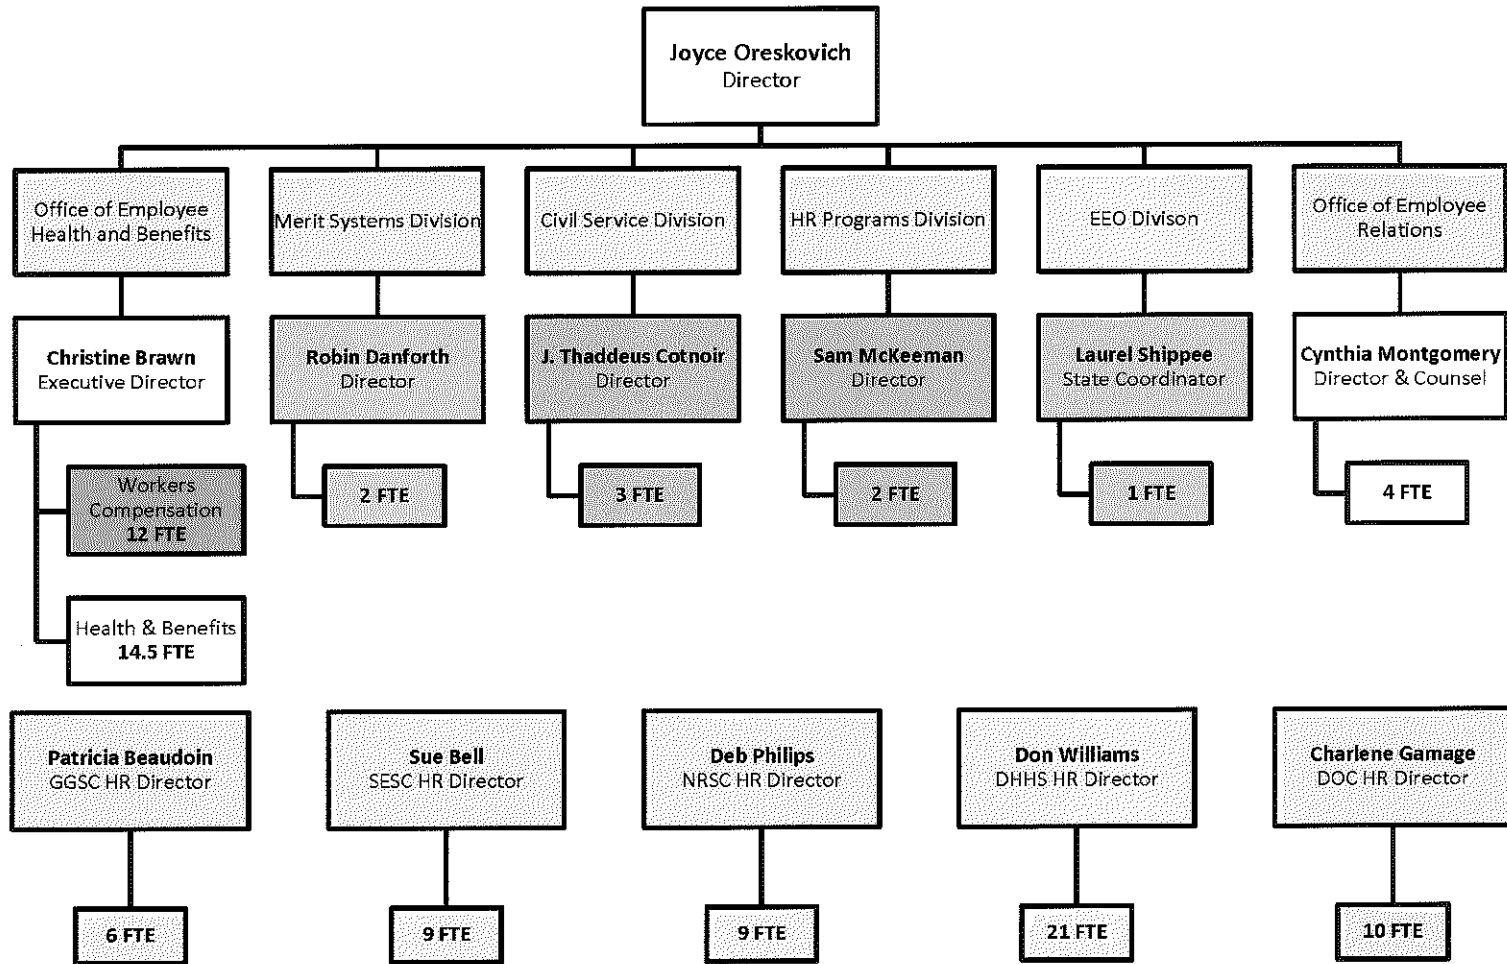 Joyce Oreskovich
Director
Office of Employee
Health and Benefits
Merit Systems Division
Civil Service Division
HR Programs Division
EEO Divison
Office of Employee
Relations
Christine Brawn
Executive Director
Robin Danforth
Director
J. Thaddeus Cotnoir
Director
Sam McKeeman
Director
Laurel Shippee
State Coordinator
Cynthia Montgomery
Director & Counsel
Workers
Compensation
12 FTE
2 FTE
3 FTE
2 FTE
1 FTE
4 FTE
Health & Benefits
14.5 FTE
Patricia Beaudoin
GGSC HR Director
Sue Bell
SESC HR Director
Deb Philips
NRSC HR Director
Don Williams
DHHS HR Director
Charlene Gamage
DOC HR Director
6 FTE
9 FTE
9 FTE
21 FTE
10 FTE